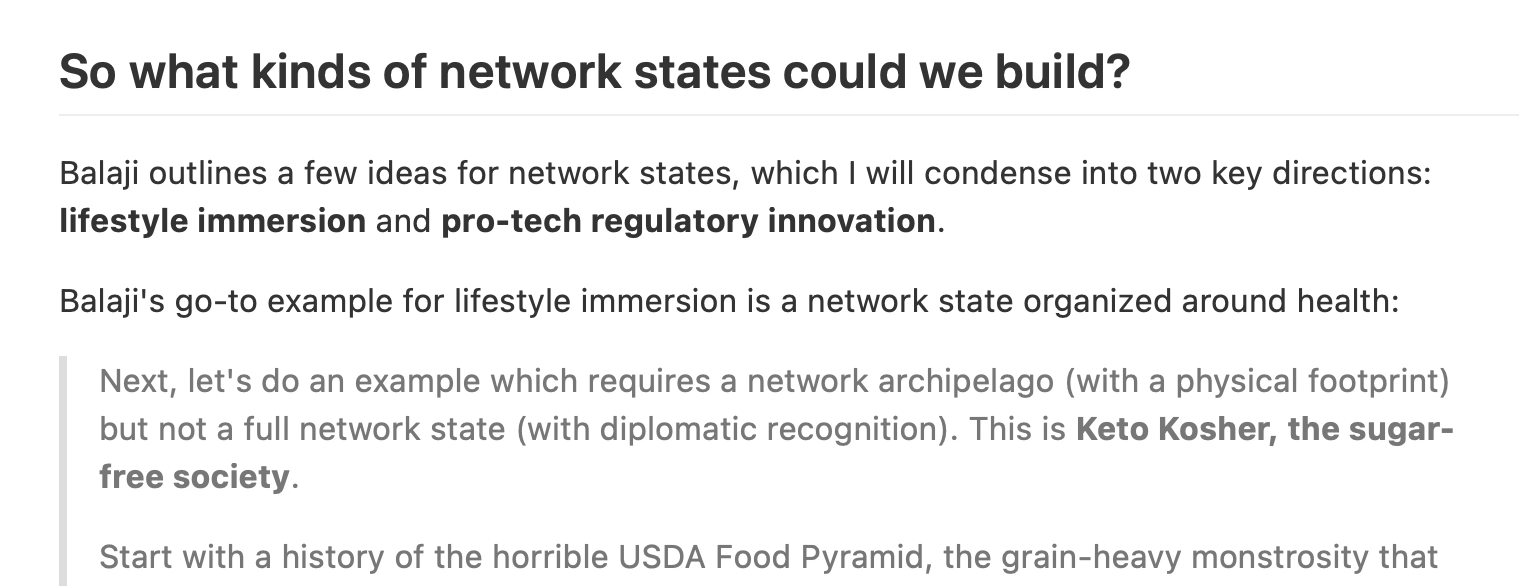 So what kinds of network states could we build?
Balaji outlines a few ideas for network states, which I will condense into two key directions:
lifestyle immersion and pro-tech regulatory innovation.
Balaji's go-to example for lifestyle immersion is a network state organized around health:
Next, let's do an example which requires a network archipelago (with a physical footprint)
but not a full network state (with diplomatic recognition). This is Keto Kosher, the sugar-
free society.
Start with a history of the horrible USDA Food Pyramid, the grain-heavy monstrosity that